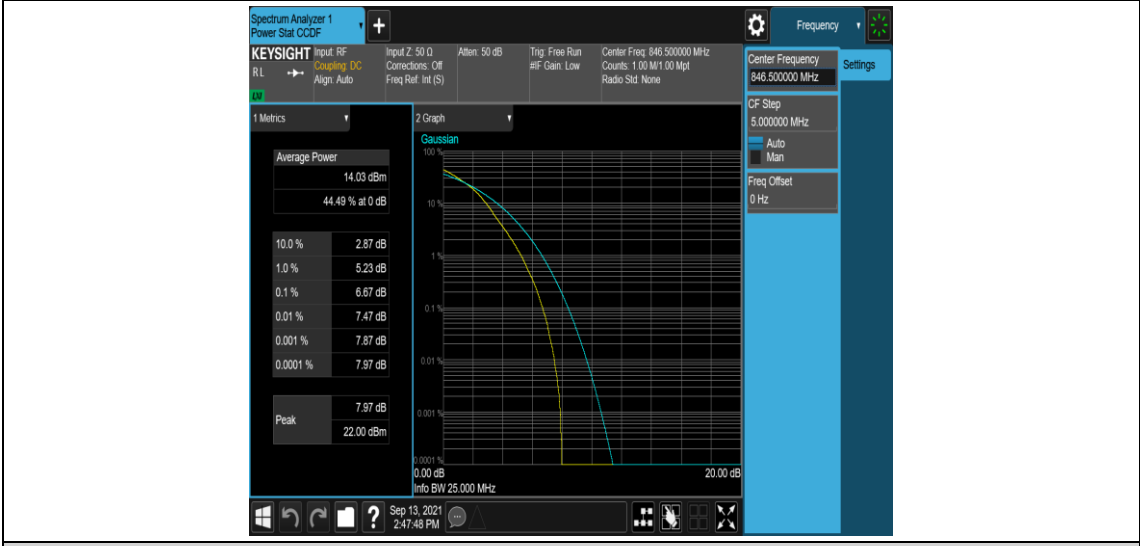 Spectrum Analyzer 1
Power Stat CCDF
+
Frequency
KEYSIGHT
RL
Input: RF
Coupling: DC
Align: Auto
Input Z: 50 Ω
Corrections: Off
Freq Ref: Int (S)
Atten: 50 dB
Trig: Free Run
#IF Gain: Low
Center Freq: 846.500000 MHz
Counts: 1.00 M/1.00 Mpt
Radio Std: None
Center Frequency
846.500000 MHz
Settings
CF Step
5.000000 MHz
Auto
Man
Freq Offset
0 Hz
1 Metrics
Average Power
14.03 dBm
44.49 % at 0 dB
10.0 % 2.87 dB
1.0 % 5.23 dB
0.1 % 6.67 dB
0.01 % 7.47 dB
0.001 % 7.87 dB
0.0001 % 7.97 dB
Peak
7.97 dB
22.00 dBm
2 Graph
Gaussian
100 %
10 %
1 %
0.1 %
0.01 %
0.001 %
0.0001 %
0.00 dB 20.00 dB
Info BW 25.000 MHz
?
Sep 13, 2021
2:47:48 PM